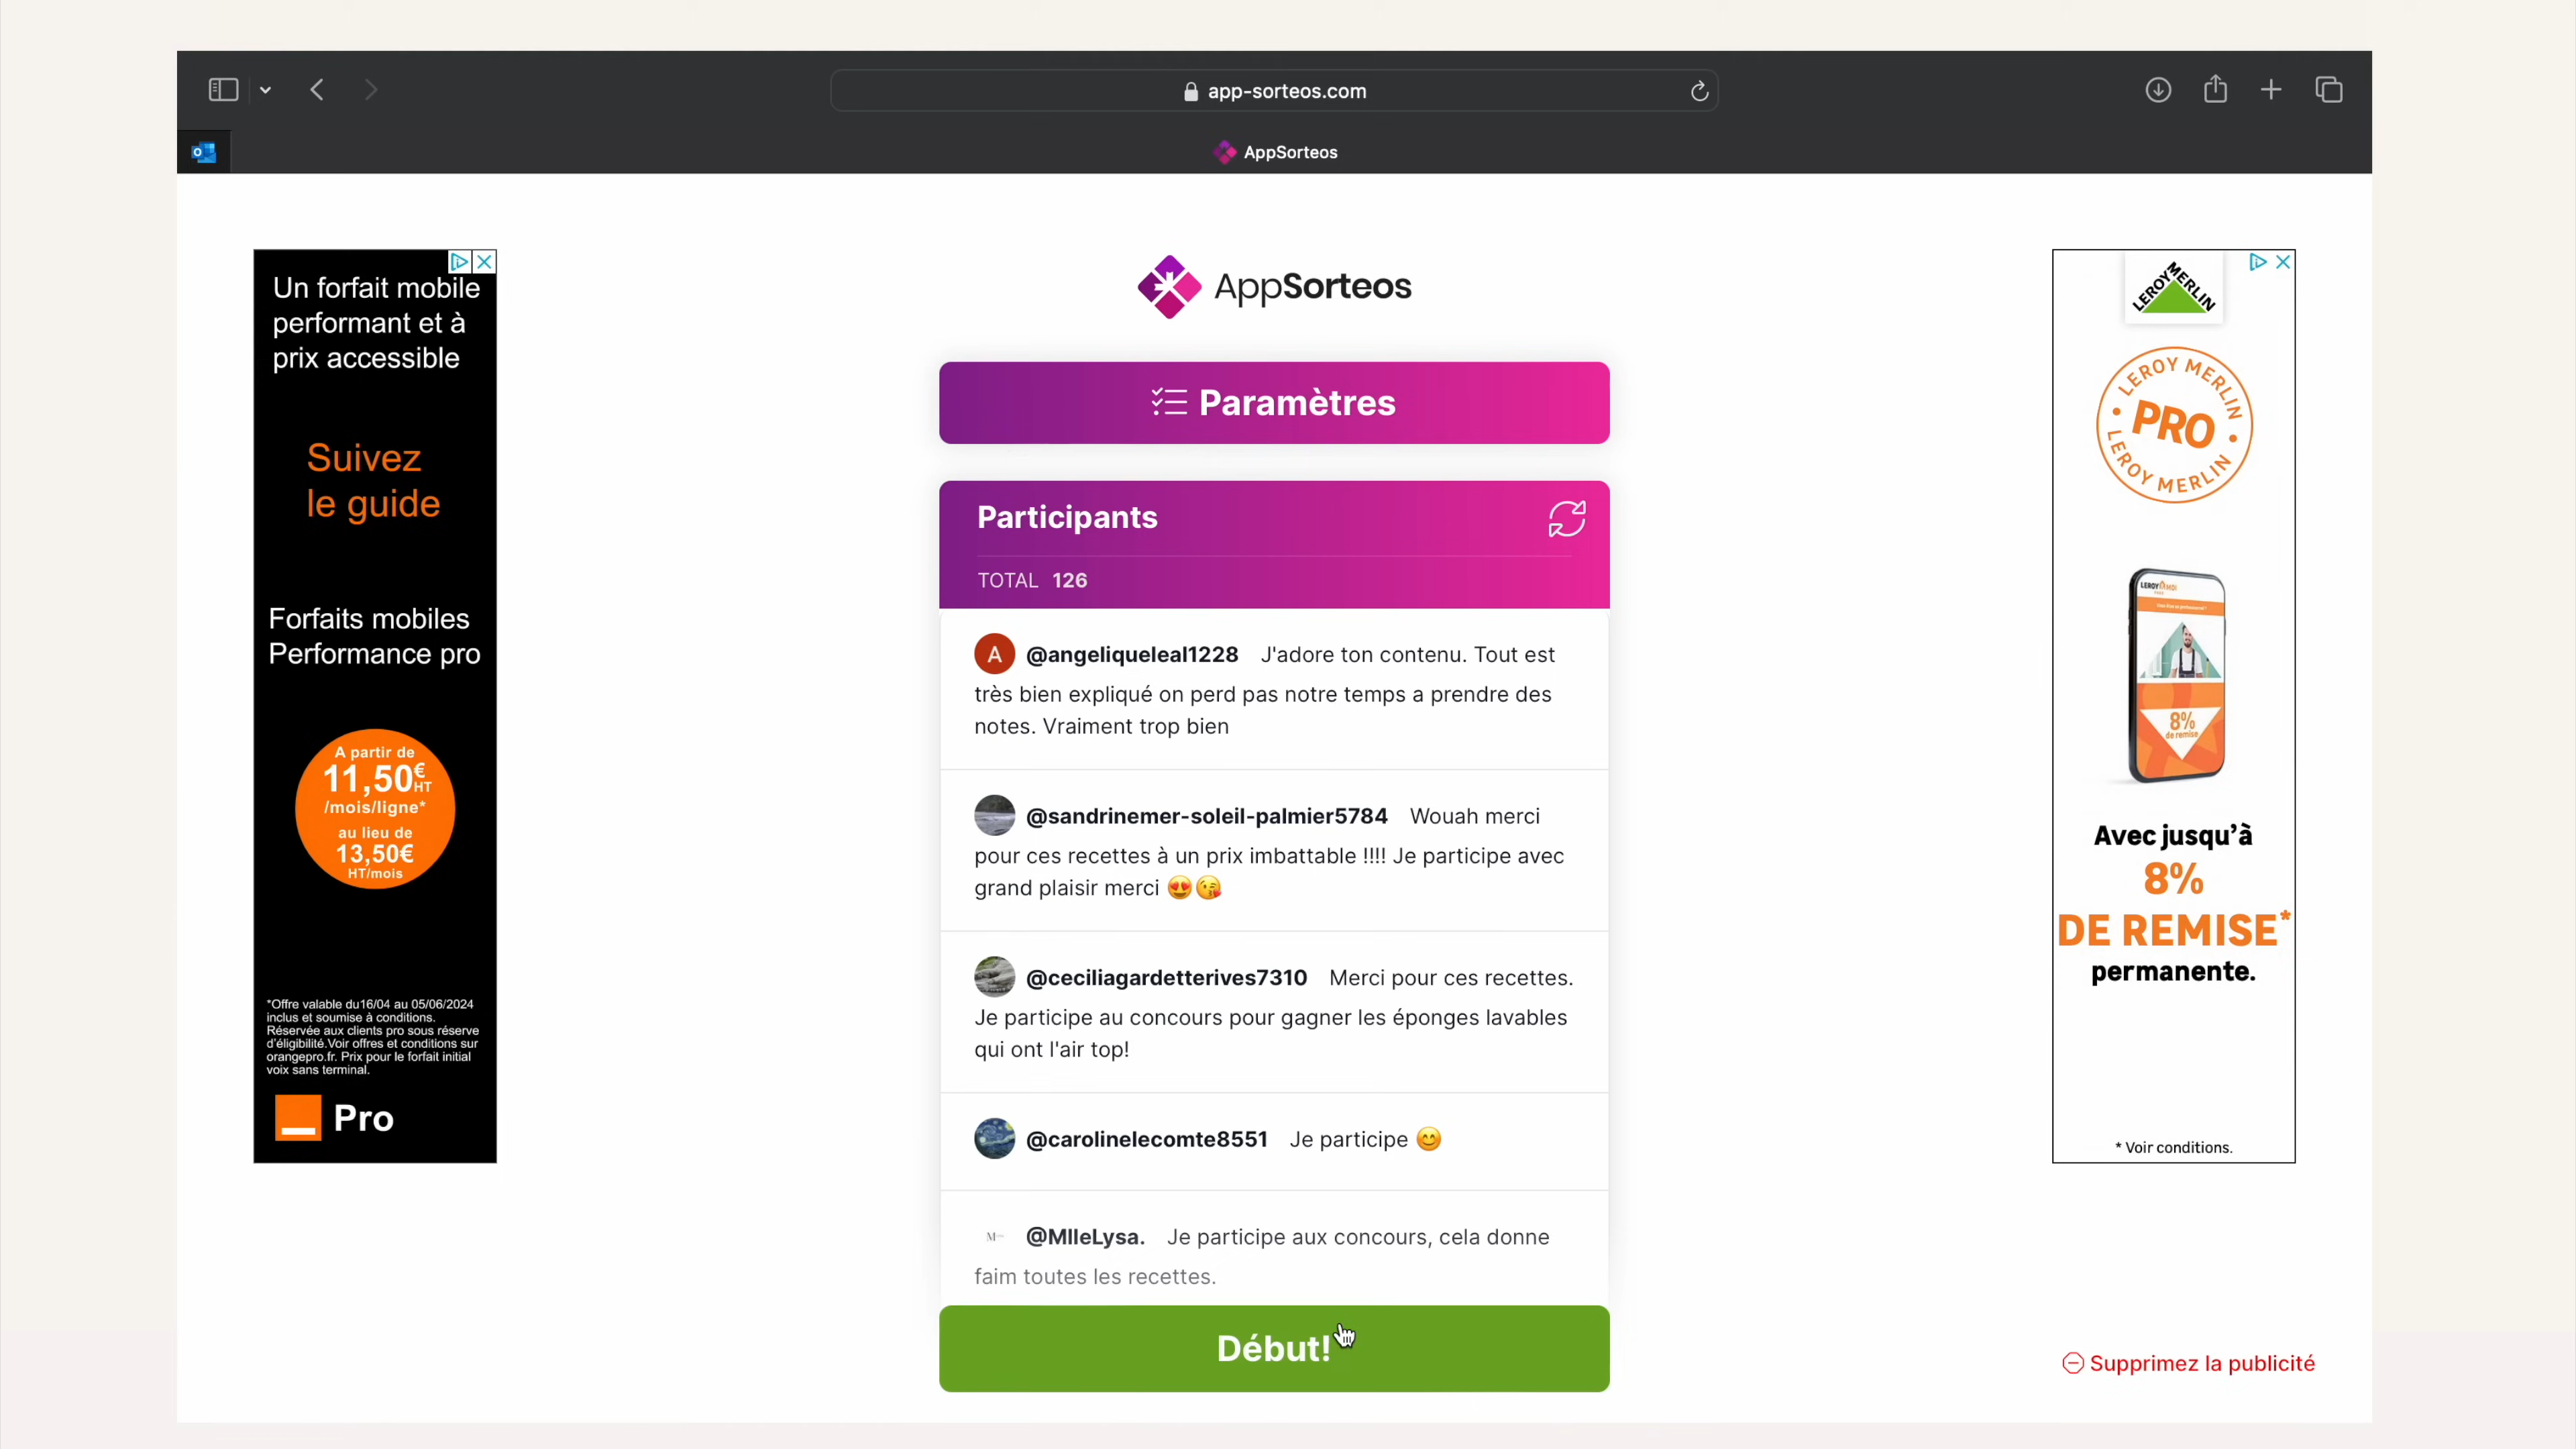 app-sorteos.com
AppSorteos
Un forfait mobile
performant et à
prix accessible
Suivez
le guide
Forfaits mobiles
Performance pro
A partir de
11,50€HT
/mois/ligne*
au lieu de
13,50€
HT/mois
*Offre valable du16/04 au 05/06/2024
inclus et soumise à conditions.
Réservée aux clients pro sous réserve
d'éligibilité.Voir offres et conditions sur
orangepro.fr. Prix pour le forfait initial
voix sans terminal.
Pro
AppSorteos
Paramètres
Participants
TOTAL 126
A @angeliqueleal1228 J'adore ton contenu. Tout est
très bien expliqué on perd pas notre temps a prendre des
notes. Vraiment trop bien
@sandrinemer-soleil-palmier5784 Wouah merci
pour ces recettes à un prix imbattable !!!! Je participe avec
grand plaisir merci 😍😘
@ceciliagardetterives7310 Merci pour ces recettes.
Je participe au concours pour gagner les éponges lavables
qui ont l'air top!
@carolinelecomte8551 Je participe 😊
@MlleLysa. Je participe aux concours, cela donne
faim toutes les recettes.
Début!
LEROY MERLIN
LEROY MERLIN
PRO
LEROY MERLIN
8%
de remise
Avec jusqu'à
8%
DE REMISE*
permanente.
* Voir conditions.
Supprimez la publicité